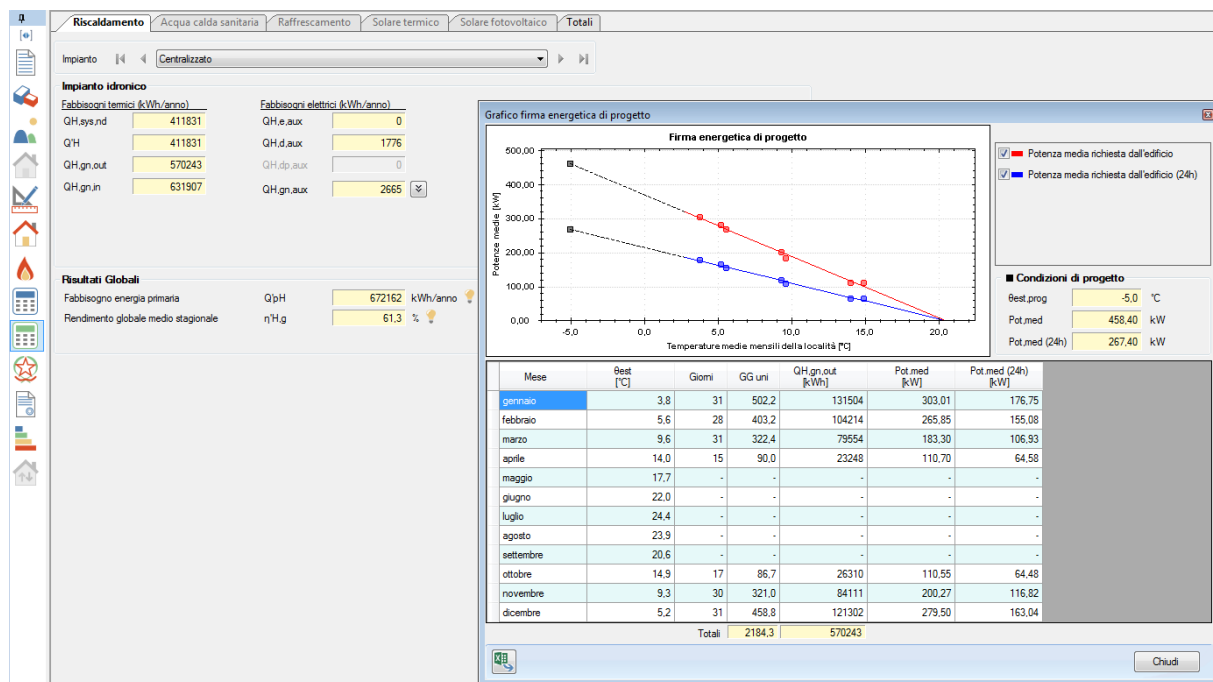 Riscaldamento Acqua calda sanitaria Raffrescamento Solare termico Solare fotovoltaico Totali
Impianto Centralizzato
Impianto idronico
Fabbisogni termici (kWh/anno) Fabbisogni elettrici (kWh/anno)
QH,sys,nd 411831 QH,e,aux 0
Q'H 411831 QH,d,aux 1776
QH,gn,out 570243 QH,dp,aux 0
QH,gn,in 631907 QH,gn,aux 2665
Risultati Globali
Fabbisogno energia primaria Q'pH 672162 kWh/anno
Rendimento globale medio stagionale η'H,g 61,3 %
Grafico firma energetica di progetto
Firma energetica di progetto
Potenze medie [kW]
500,00
400,00
300,00
200,00
100,00
0,00
-5,0 0,0 5,0 10,0 15,0 20,0
Temperature medie mensili della località [°C]
Potenza media richiesta dall'edificio
Potenza media richiesta dall'edificio (24h)
Condizioni di progetto
θest,prog -5,0 °C
Pot,med 458,40 kW
Pot,med (24h) 267,40 kW
Mese θest [°C] Giorni GG uni QH,gn,out [kWh] Pot.med [kW] Pot.med (24h) [kW]
gennaio 3,8 31 502,2 131504 303,01 176,75
febbraio 5,6 28 403,2 104214 265,85 155,08
marzo 9,6 31 322,4 79554 183,30 106,93
aprile 14,0 15 90,0 23248 110,70 64,58
maggio 17,7 - - - - -
giugno 22,0 - - - - -
luglio 24,4 - - - - -
agosto 23,9 - - - - -
settembre 20,6 - - - - -
ottobre 14,9 17 86,7 26310 110,55 64,48
novembre 9,3 30 321,0 84111 200,27 116,82
dicembre 5,2 31 458,8 121302 279,50 163,04
Totali 2184,3 570243
Chiudi